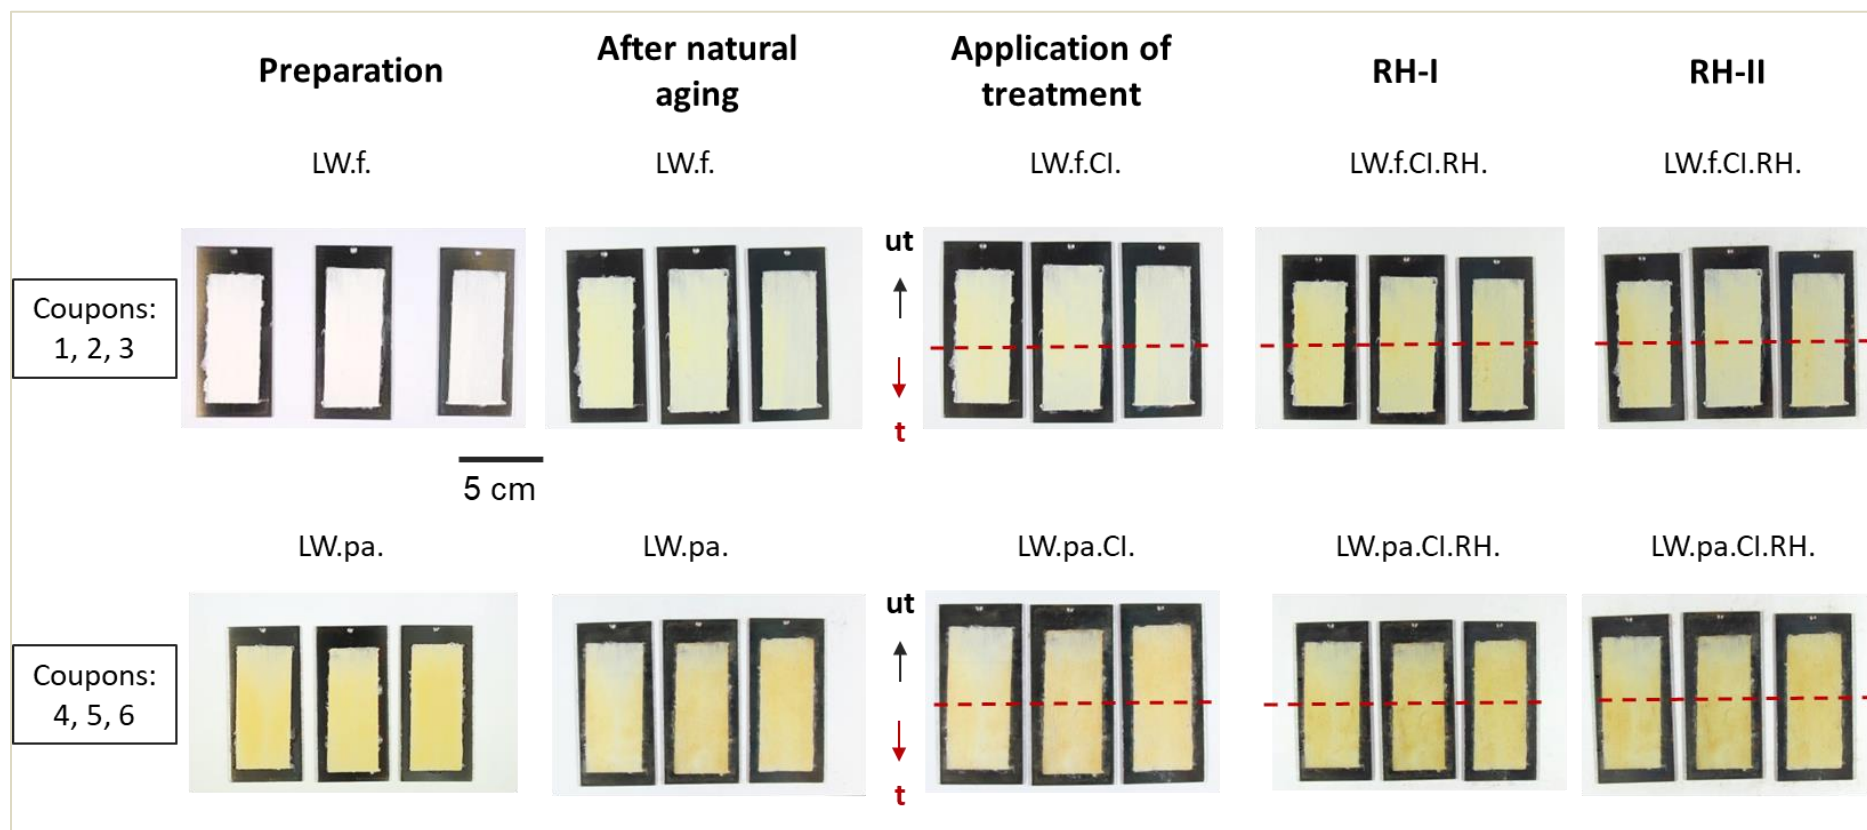 Preparation
After natural
aging
Application of
treatment
RH-I
RH-II
LW.f.
LW.f.
LW.f.CI.
LW.f.CI.RH.
LW.f.CI.RH.
Coupons:
1, 2, 3
ut
t
5 cm
LW.pa.
LW.pa.
LW.pa.CI.
LW.pa.CI.RH.
LW.pa.CI.RH.
Coupons:
4, 5, 6
ut
t